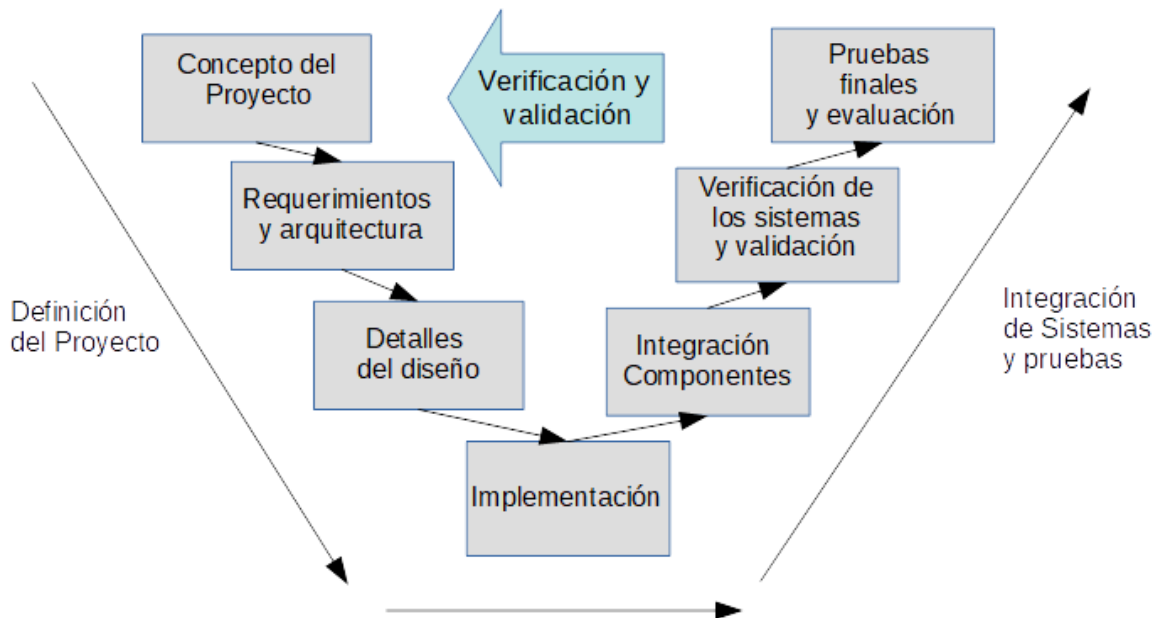 Concepto del
Proyecto
Verificación y
validación
Pruebas
finales
y evaluación
Requerimientos
y arquitectura
Verificación de
los sistemas
y validación
Definición
del Proyecto
Detalles
del diseño
Integración
Componentes
Integración
de Sistemas
y pruebas
Implementación